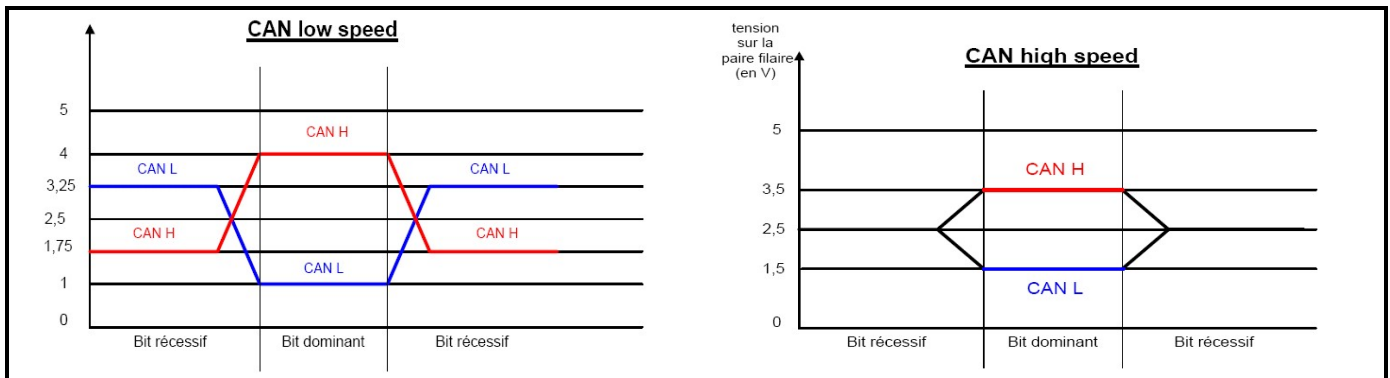 CAN low speed
5
4
3,25
2,5
1,75
1
0
CAN H
CAN L
CAN L
CAN H
CAN H
CAN L
Bit récessif
Bit dominant
Bit récessif
tension
sur la
paire filaire
(en V)
CAN high speed
5
3,5
2,5
1,5
0
CAN H
CAN L
Bit récessif
Bit dominant
Bit récessif